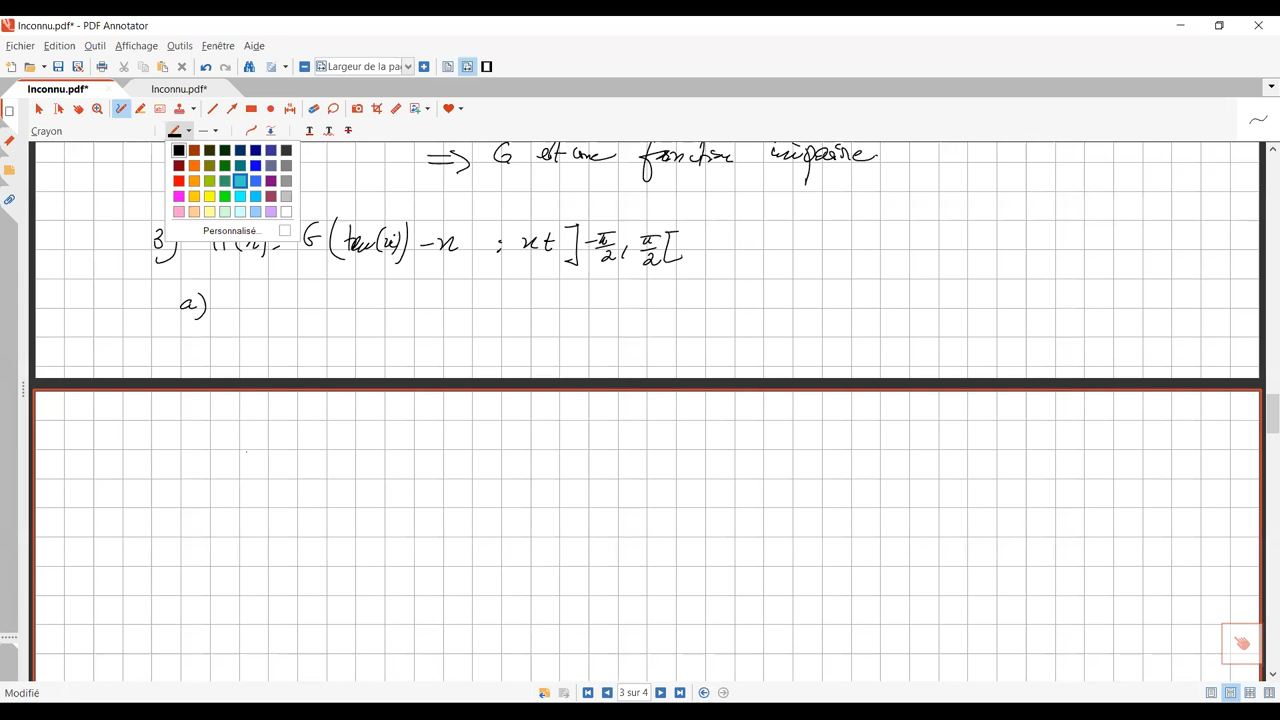 Inconnu.pdf* - PDF Annotator
Fichier Edition Outil Affichage Outils Fenêtre Aide
Largeur de la pag
Inconnu.pdf* Inconnu.pdf*
Crayon
Personnalisé...
⟹ G est une fonction impaire
3) H(x) = G(tan(x)) - x : x ∈ ]-π/2, π/2[
a)
Modifié
3 sur 4